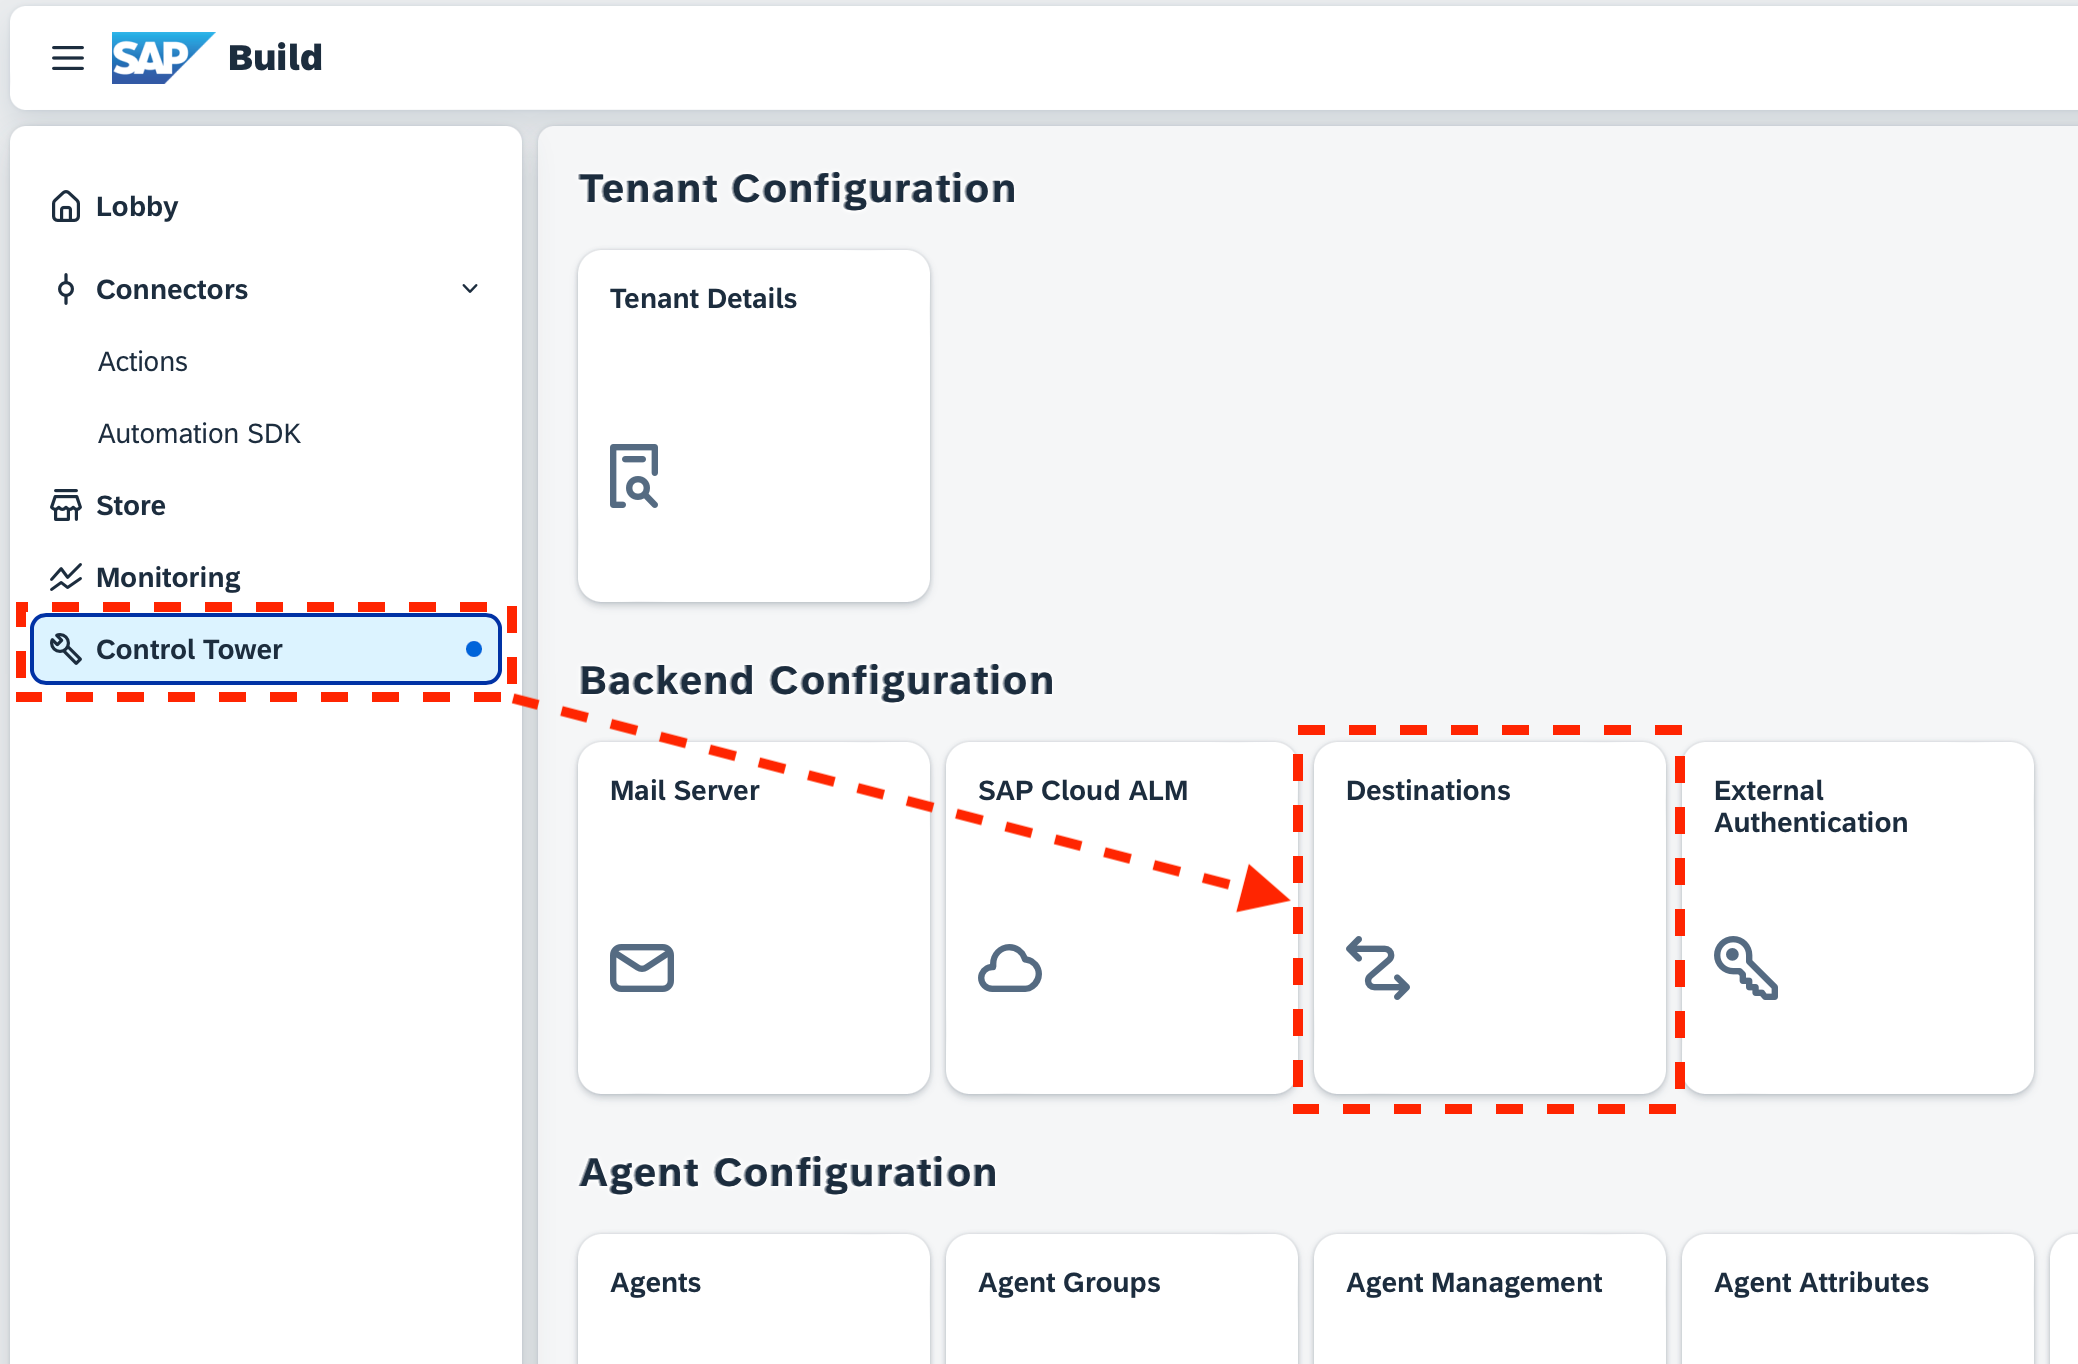 SAP Build
Lobby
Connectors
Actions
Automation SDK
Store
Monitoring
Control Tower
Tenant Configuration
Tenant Details
Backend Configuration
Mail Server
SAP Cloud ALM
Destinations
External
Authentication
Agent Configuration
Agents
Agent Groups
Agent Management
Agent Attributes